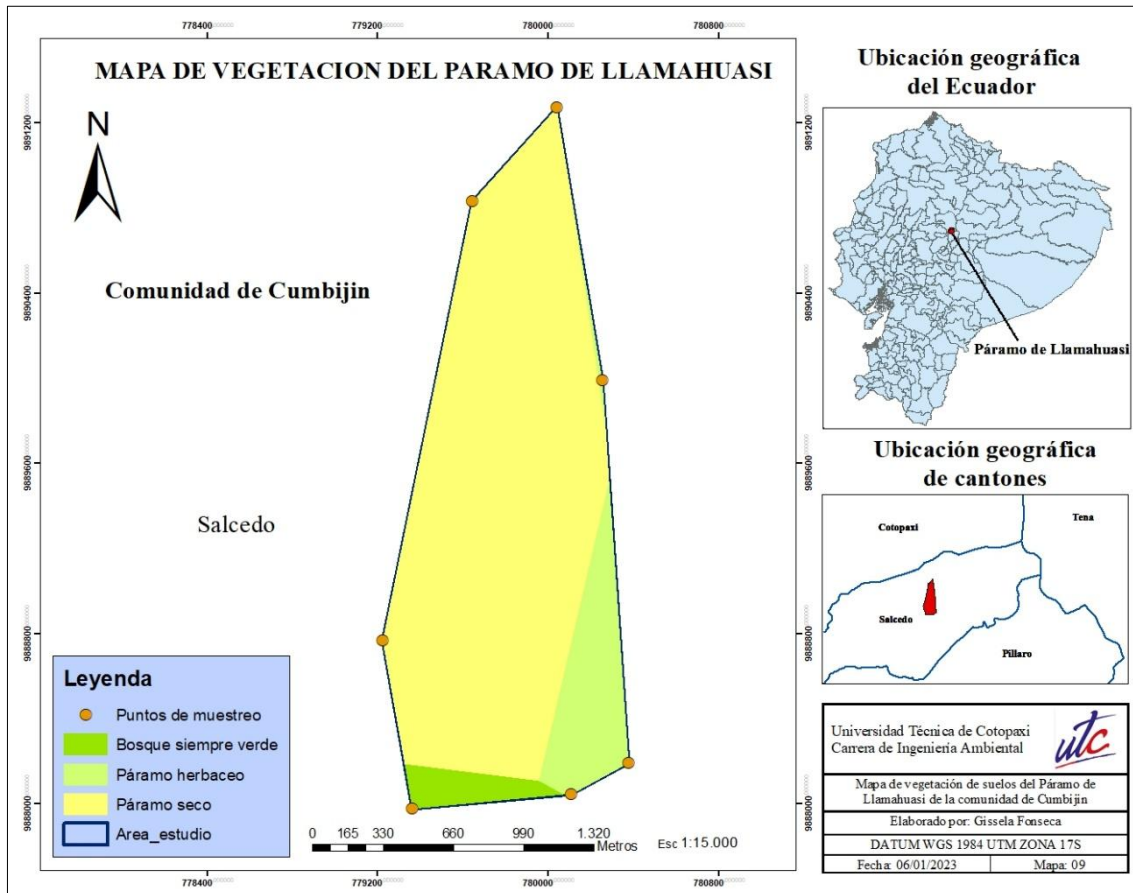 778400
779200
780000
780800
MAPA DE VEGETACION DEL PARAMO DE LLAMAHUASI
N
Comunidad de Cumbijin
Salcedo
9891200
9890400
9889600
9888800
9888000
9891200
9890400
9889600
9888800
9888000
Leyenda
Puntos de muestreo
Bosque siempre verde
Páramo herbaceo
Páramo seco
Area_estudio
0 165 330 660 990 1.320
Metros
Esc 1:15.000
778400
779200
780000
780800
Ubicación geográfica
del Ecuador
Páramo de Llamahuasi
Ubicación geográfica
de cantones
Cotopaxi
Tena
Salcedo
Pillaro
Universidad Técnica de Cotopaxi
Carrera de Ingeniería Ambiental
utc
Mapa de vegetación de suelos del Páramo de
Llamahuasi de la comunidad de Cumbijin
Elaborado por: Gissela Fonseca
DATUM WGS 1984 UTM ZONA 17S
Fecha: 06/01/2023 Mapa: 09